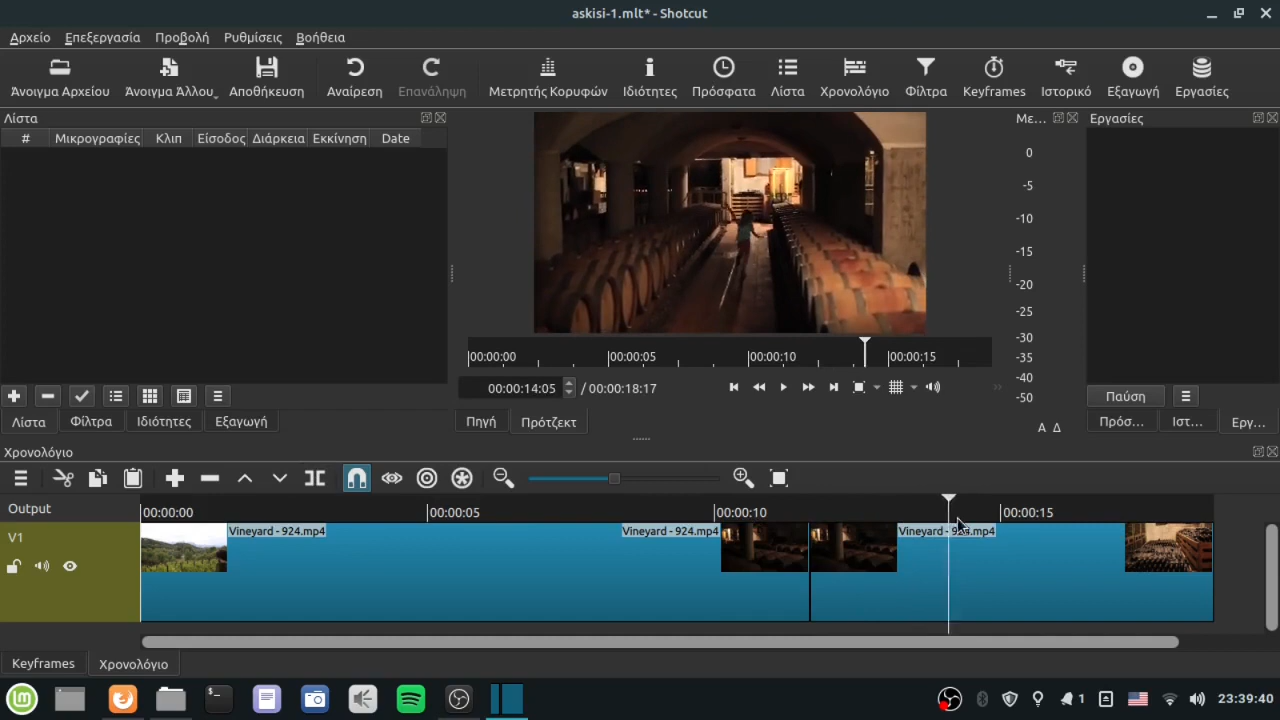 askisi-1.mlt* - Shotcut
Αρχείο Επεξεργασία Προβολή Ρυθμίσεις Βοήθεια
Άνοιγμα Αρχείου Άνοιγμα Άλλου Αποθήκευση Αναίρεση Επανάληψη Μετρητής Κορυφών Ιδιότητες Πρόσφατα Λίστα Χρονολόγιο Φίλτρα Keyframes Ιστορικό Εξαγωγή Εργασίες
Λίστα Με... Εργασίες
# Μικρογραφίες Κλιπ Είσοδος Διάρκεια Εκκίνηση Date
0
-5
-10
-15
-20
-25
-30
-35
-40
-50
00:00:00 00:00:05 00:00:10 00:00:15
00:00:14:05 / 00:00:18:17
Παύση
Λίστα Φίλτρα Ιδιότητες Εξαγωγή Πηγή Πρότζεκτ Α Δ Πρόσ... Ιστ... Εργ...
Χρονολόγιο
Output 00:00:00 00:00:05 00:00:10 00:00:15
V1 Vineyard - 924.mp4 Vineyard - 924.mp4 Vineyard - 924.mp4
Keyframes Χρονολόγιο
1 23:39:40